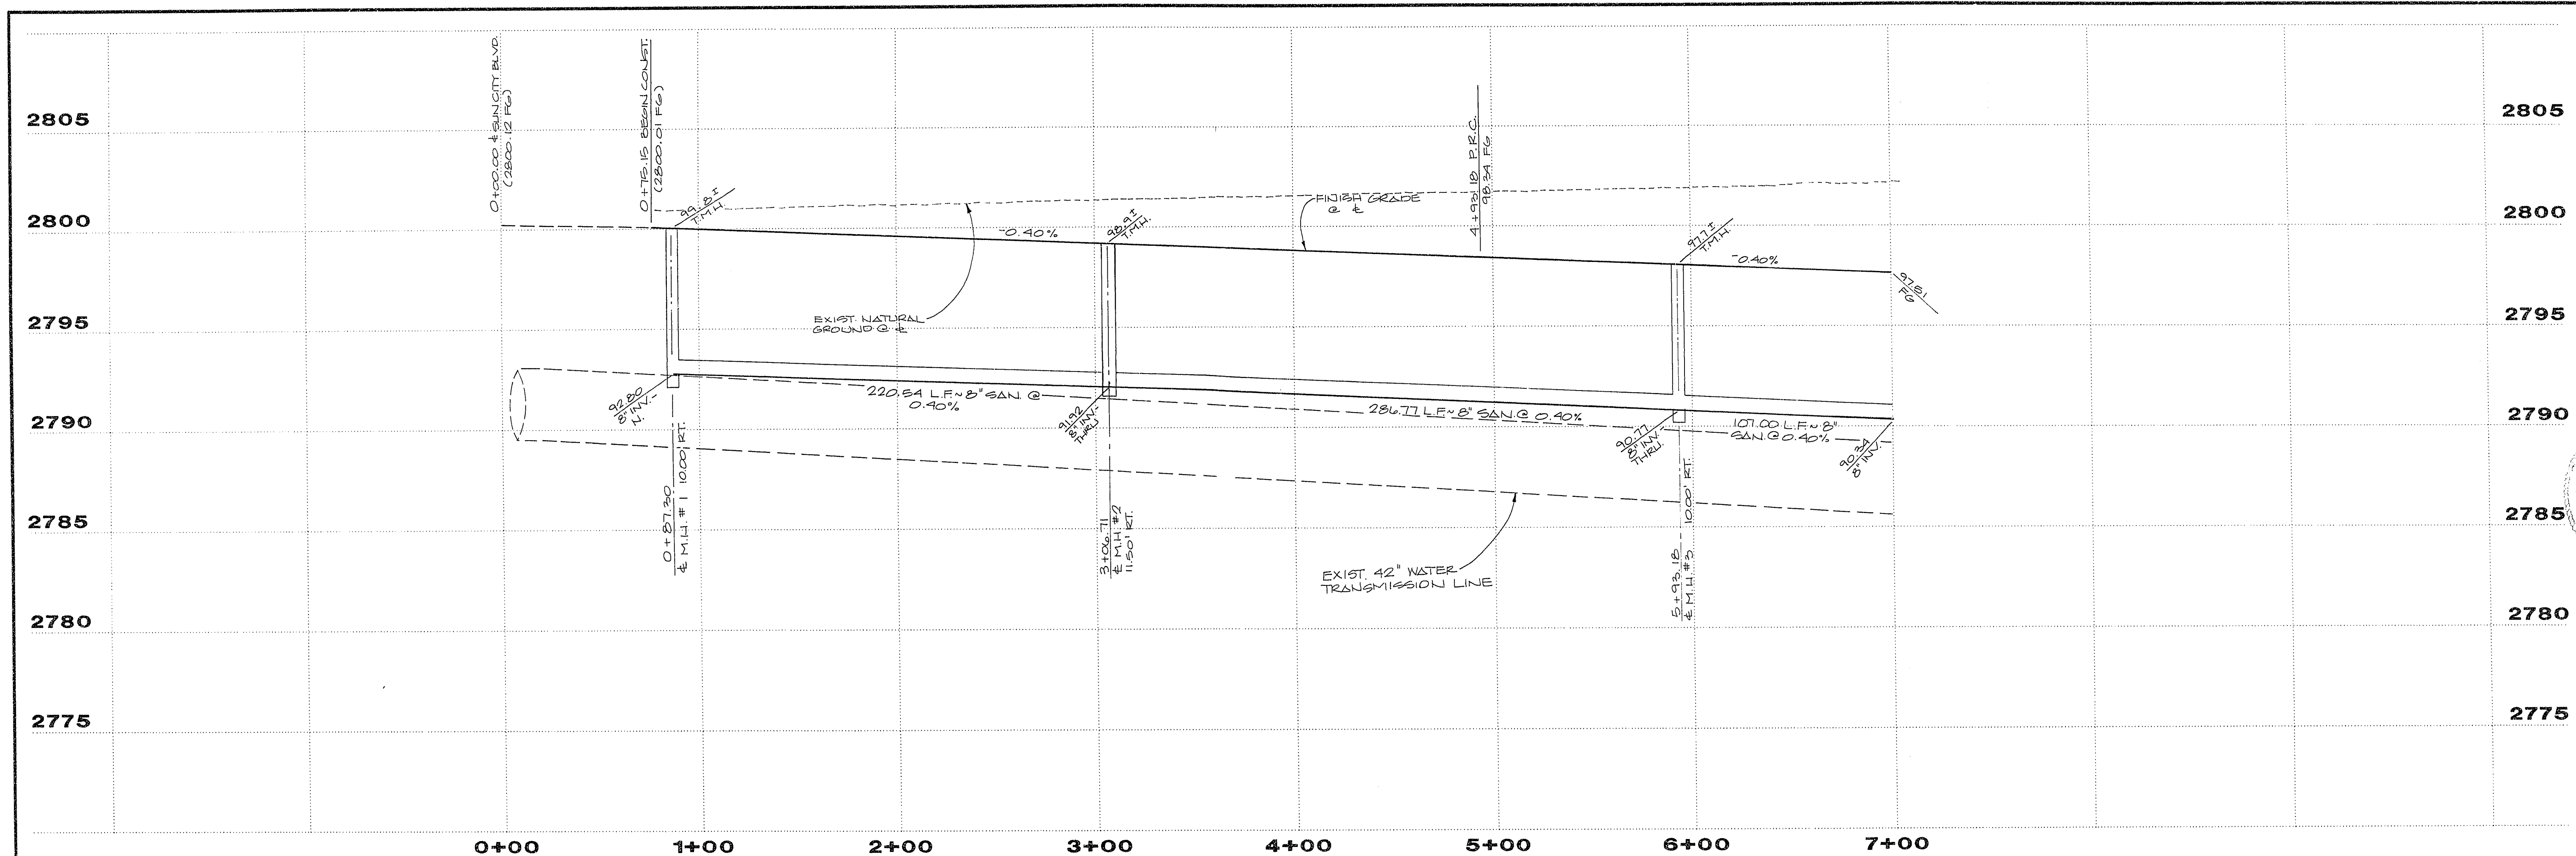 0+00.00 ℄ SUN CITY BLVD.
(2800.12 FG)
0+75.15 BEGIN CONST.
(2800.01 FG)
2805
2805
4+93.18 P.R.C.
98.34 FG
99.8±
T.M.H.
2800
2800
-0.40%
98.9±
T.M.H.
FINISH GRADE
@ ℄
97.7±
T.M.H.
-0.40%
97.51
FG
2795
2795
EXIST. NATURAL
GROUND @ ℄
92.80
8" INV.-
N.
220.54 L.F.~8" SAN. @
0.40%
91.92
8" INV-
THRU
286.77 L.F.~8" SAN.@ 0.40%
90.77
8" INV.-
THRU.
107.00 L.F.~8"
SAN.@ 0.40%
90.34
8" INV.
2790
2790
0+87.30
℄ M.H. #1 10.00' RT.
3+06.71
℄ M.H. #2
11.50' RT.
5+93.18
℄ M.H. #3 10.00' RT.
2785
2785
EXIST. 42" WATER
TRANSMISSION LINE
2780
2780
2775
2775
0+00 1+00 2+00 3+00 4+00 5+00 6+00 7+00